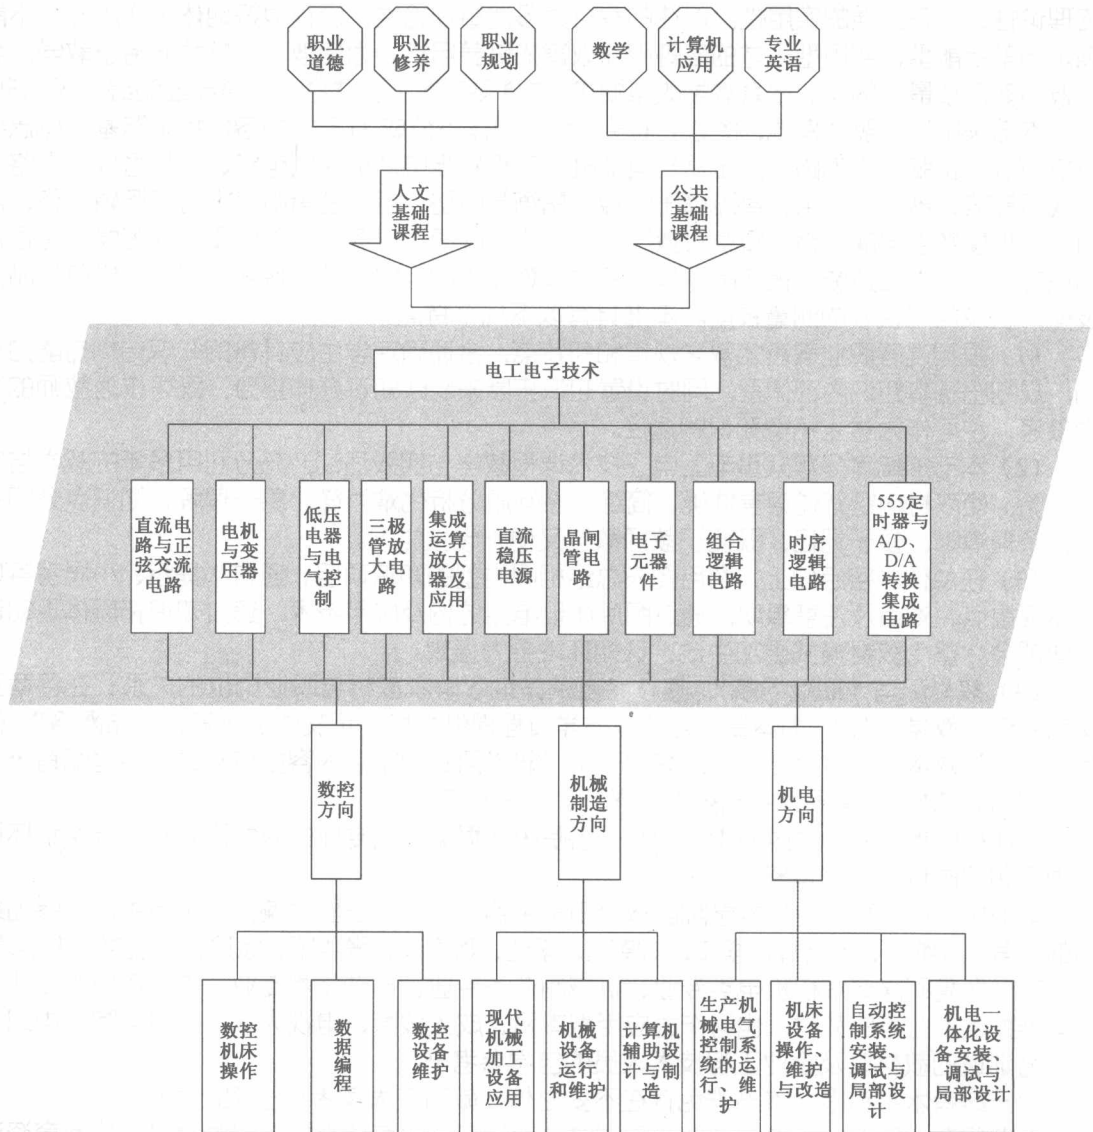 职业
道德
职业
修养
职业
规划
数学
计算机
应用
专业
英语
人文
基础
课程
公共
基础
课程
电工电子技术
直流电
路与正
弦交流
电路
电机
与变
压器
低压
电器
与电
气控
制
三极
管放
大电
路
集成
运算
放大
器及
应用
直流
稳压
电源
晶闸
管电
路
电子
元器
件
组合
逻辑
电路
时序
逻辑
电路
555定
时器与
A/D、
D/A
转换
集成
电路
数控
方向
机械
制造
方向
机电
方向
数控
机床
操作
数
据
编程
数控
设备
维护
现代
机械
加工
设备
应用
机械
设备
运行
和维护
计算机
辅助设
计与制
造
生产机
械电气
控制系
统的运
行、维
护
机床
设备
操作、
维护
与改造
自动控
制系统
安装、
调试与
局部设
计
机电一
体化设
备安装、
调试与
局部设计